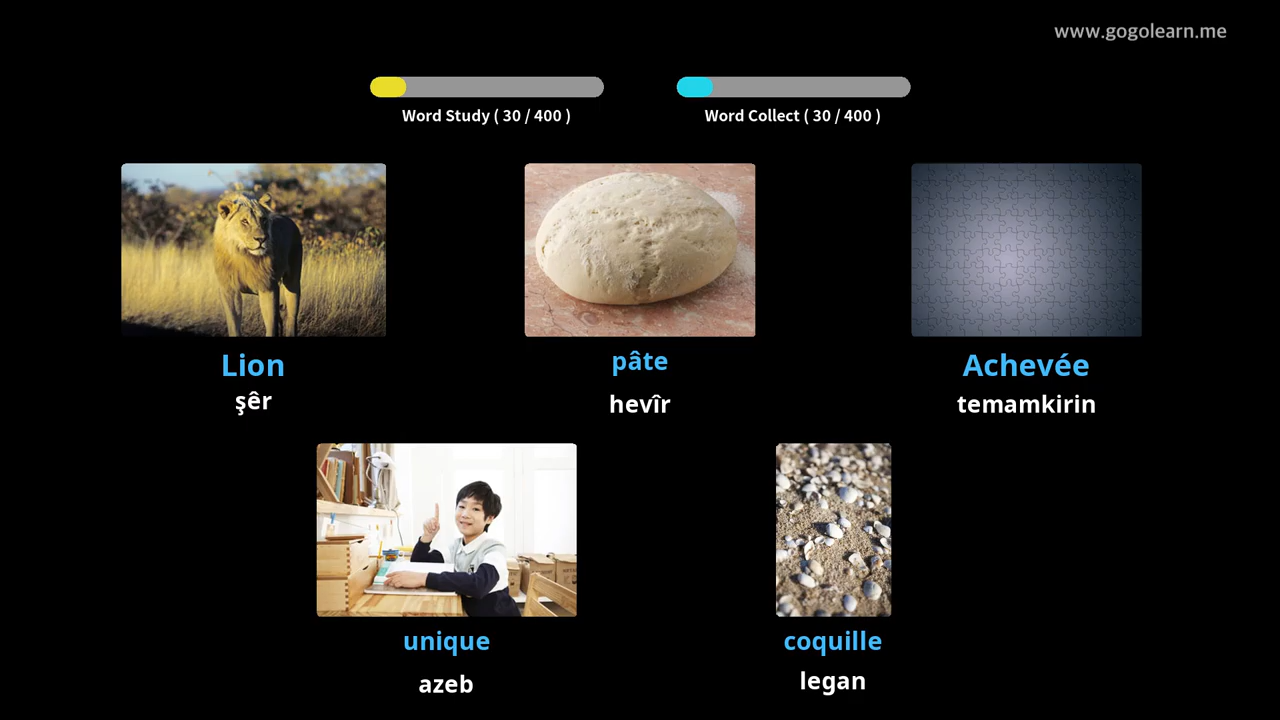 www.gogolearn.me
Word Study ( 30 / 400 )
Word Collect ( 30 / 400 )
Lion
şêr
pâte
hevîr
Achevée
temamkirin
unique
azeb
coquille
legan